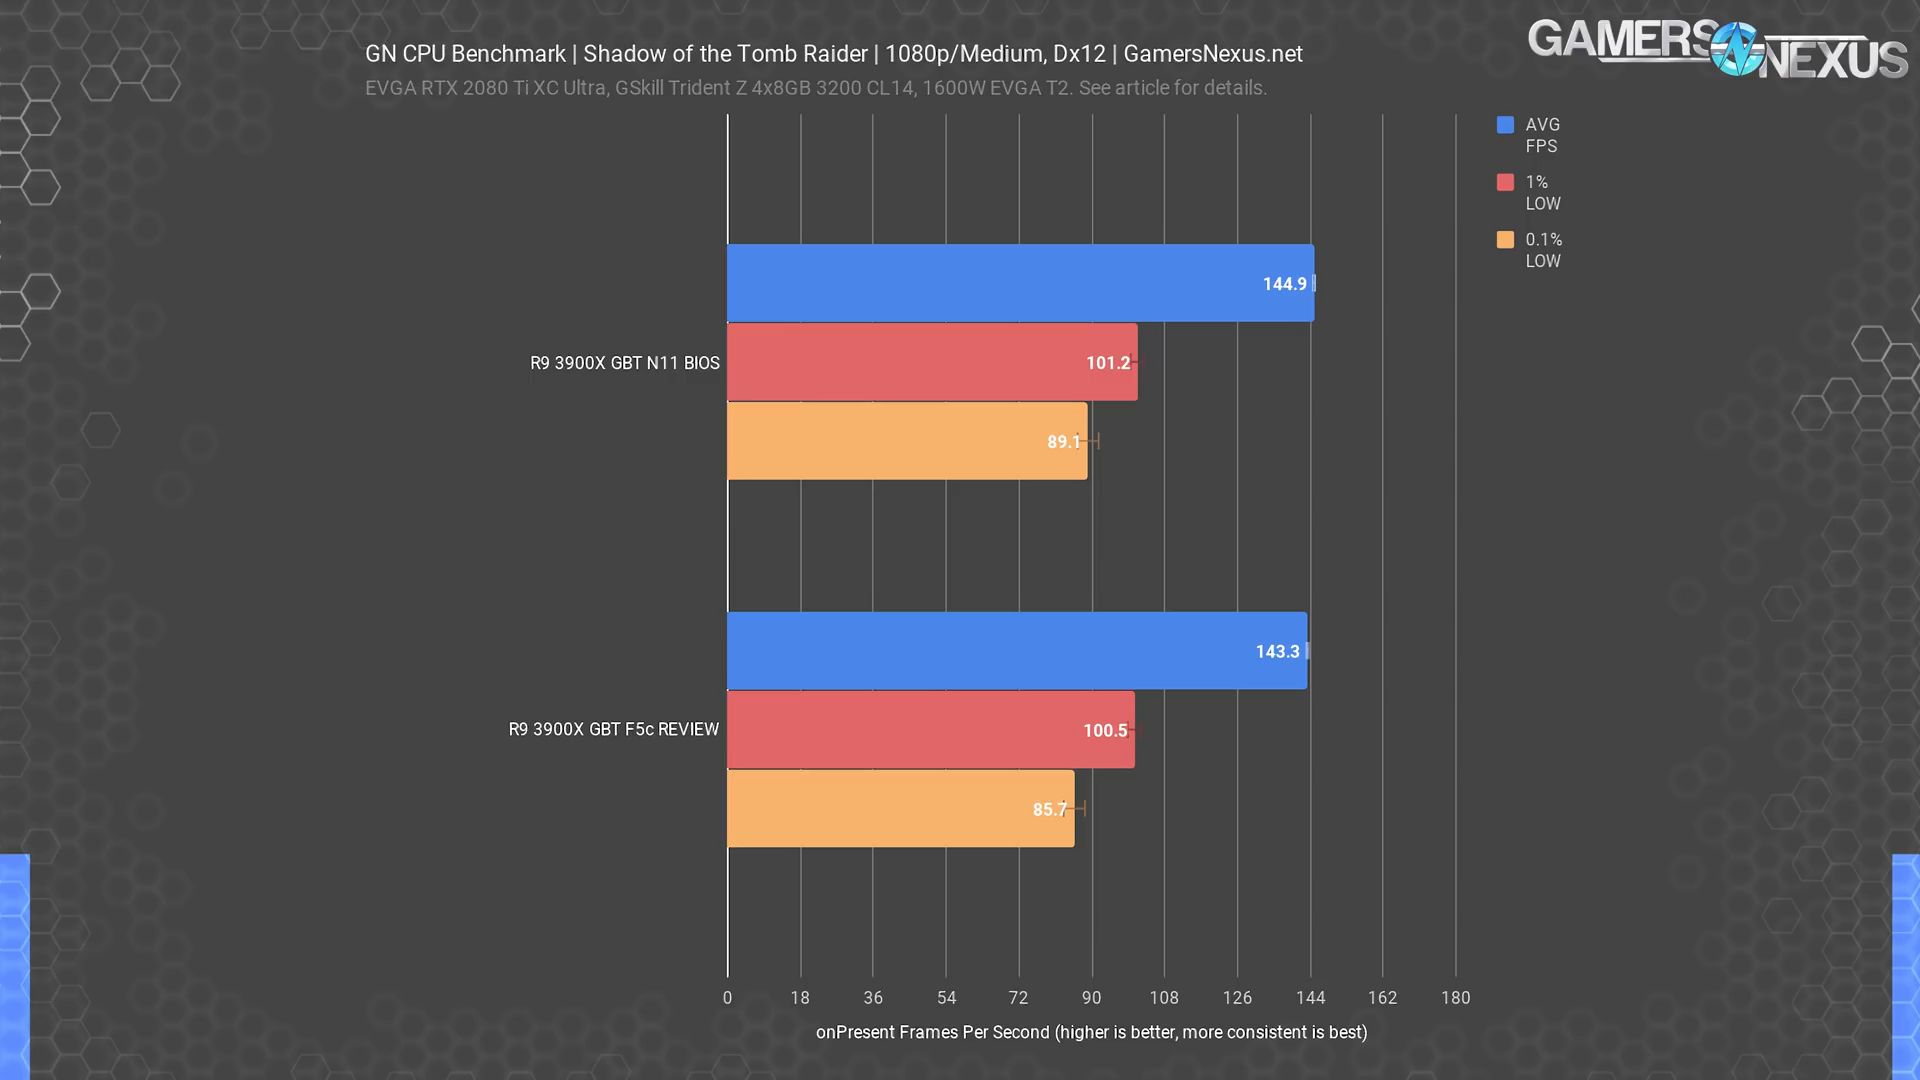 GAMERS NEXUS
GN CPU Benchmark | Shadow of the Tomb Raider | 1080p/Medium, Dx12 | GamersNexus.net
EVGA RTX 2080 Ti XC Ultra, GSkill Trident Z 4x8GB 3200 CL14, 1600W EVGA T2. See article for details.
AVG
FPS
1%
LOW
0.1%
LOW
144.9
R9 3900X GBT N11 BIOS
101.2
89.1
143.3
R9 3900X GBT F5c REVIEW
100.5
85.7
0 18 36 54 72 90 108 126 144 162 180
onPresent Frames Per Second (higher is better, more consistent is best)